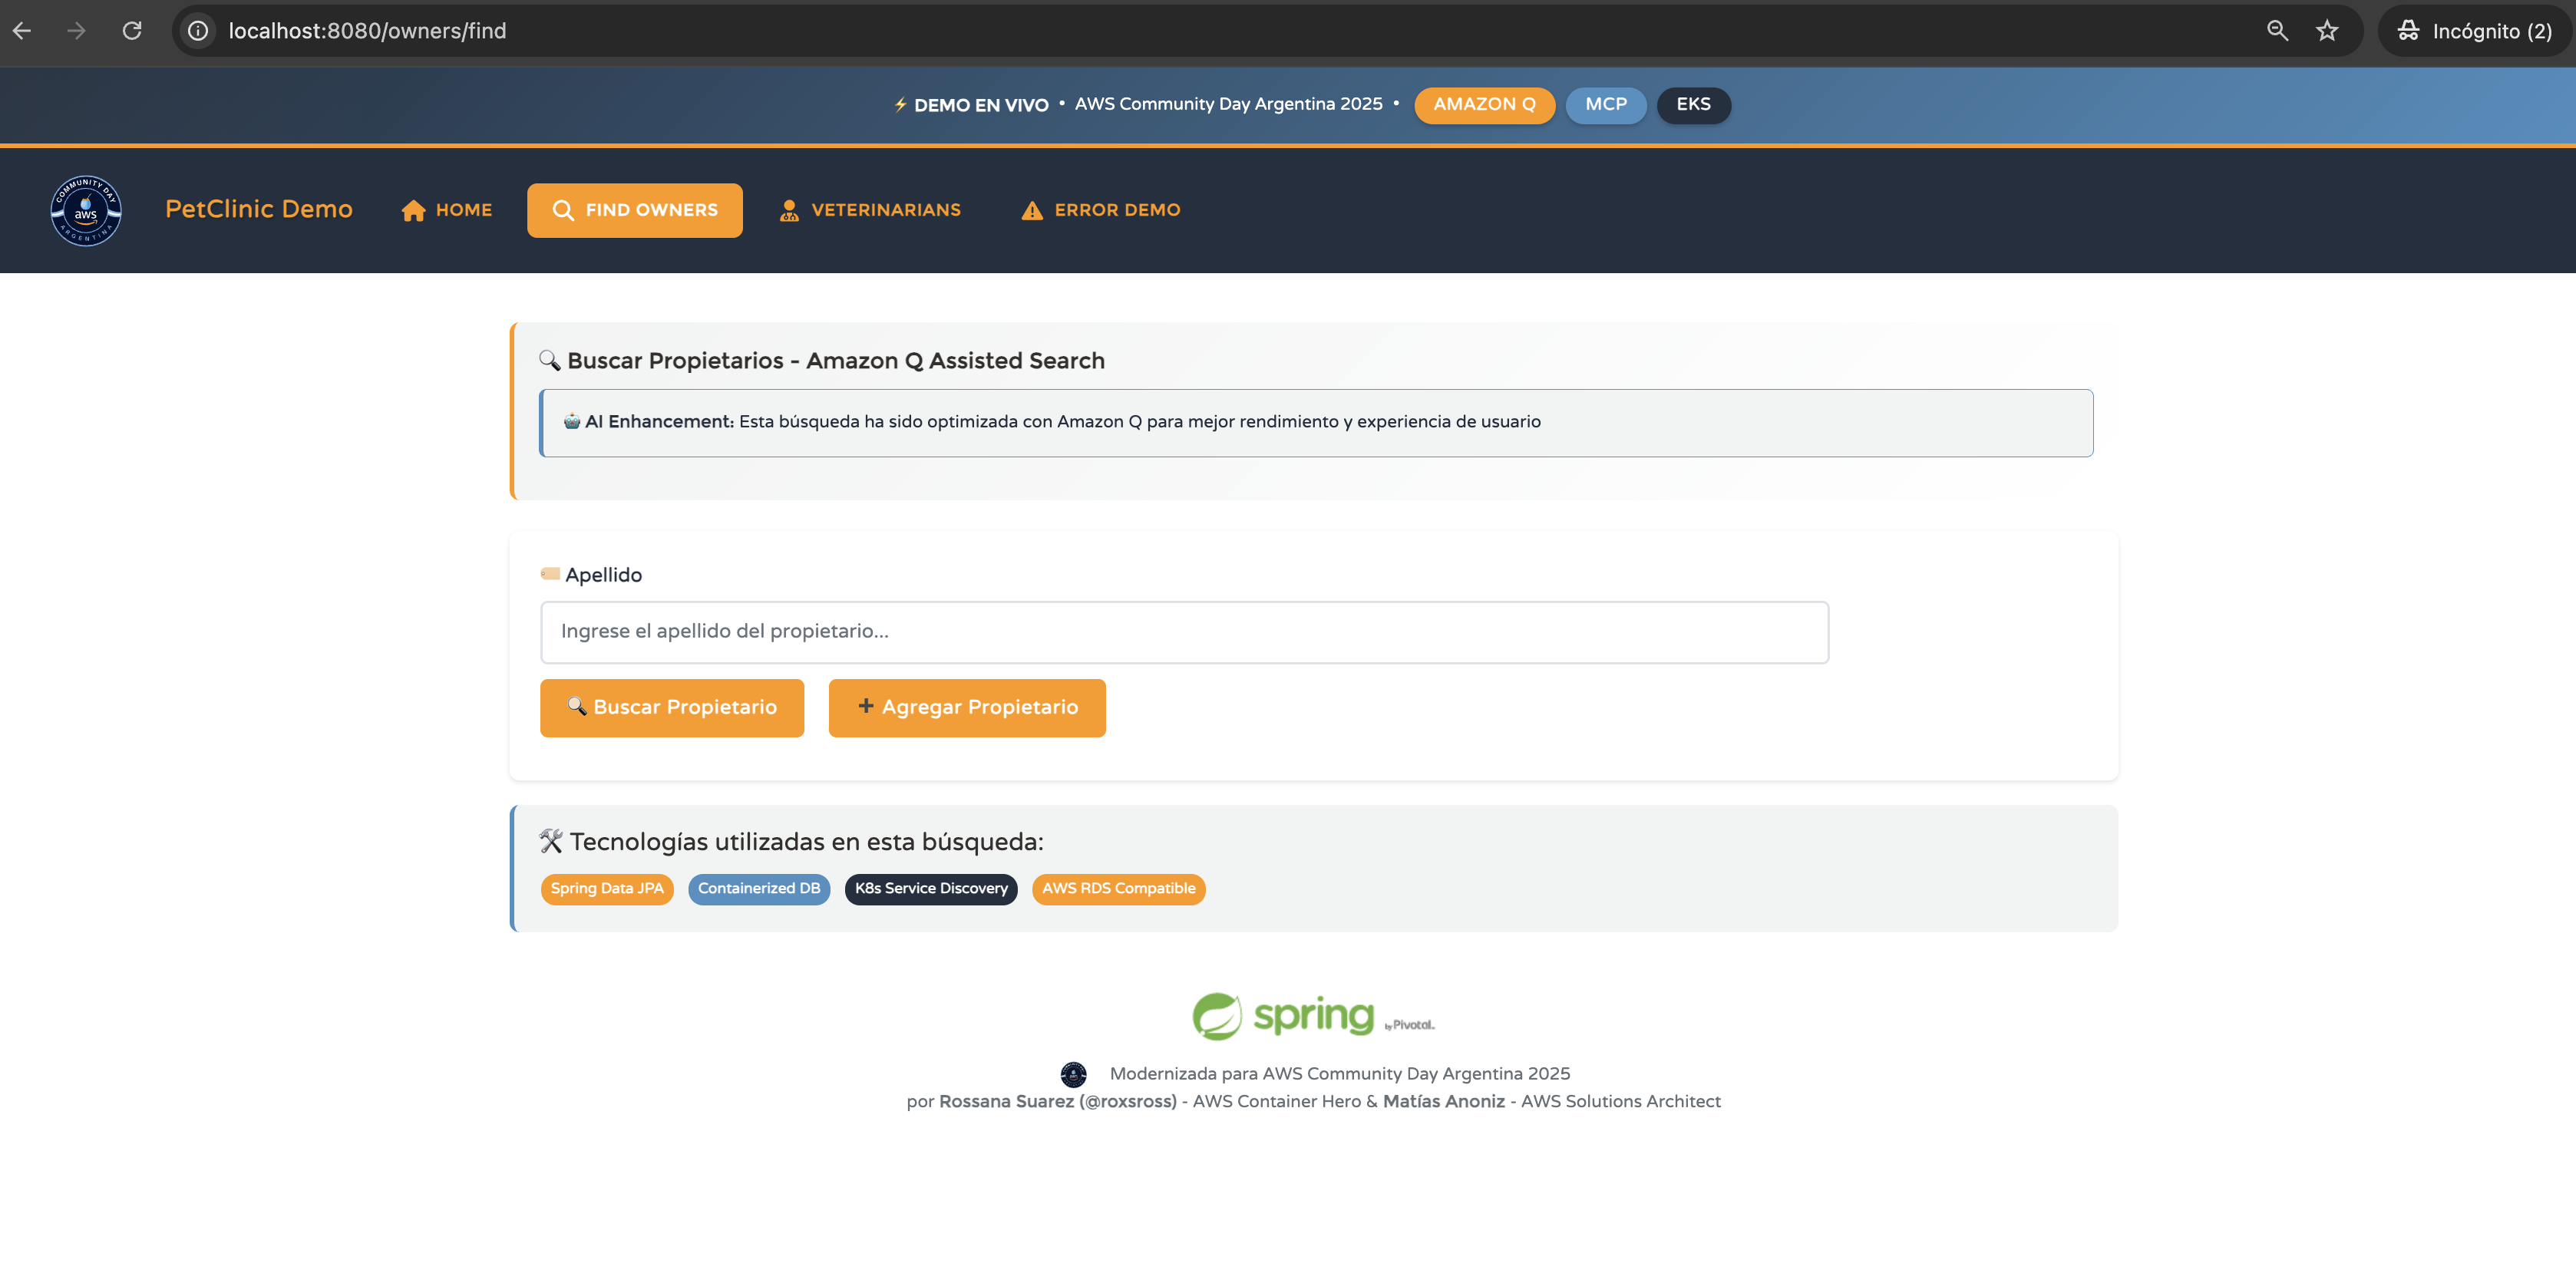 localhost:8080/owners/find
Incógnito (2)
⚡ DEMO EN VIVO • AWS Community Day Argentina 2025 • AMAZON Q MCP EKS
COMMUNITY DAY
aws
ARGENTINA
PetClinic Demo
HOME
FIND OWNERS
VETERINARIANS
ERROR DEMO
🔍 Buscar Propietarios - Amazon Q Assisted Search
🤖 AI Enhancement: Esta búsqueda ha sido optimizada con Amazon Q para mejor rendimiento y experiencia de usuario
🏷️ Apellido
Ingrese el apellido del propietario...
🔍 Buscar Propietario
➕ Agregar Propietario
🛠️ Tecnologías utilizadas en esta búsqueda:
Spring Data JPA
Containerized DB
K8s Service Discovery
AWS RDS Compatible
spring by Pivotal.
Modernizada para AWS Community Day Argentina 2025
por Rossana Suarez (@roxsross) - AWS Container Hero & Matías Anoniz - AWS Solutions Architect